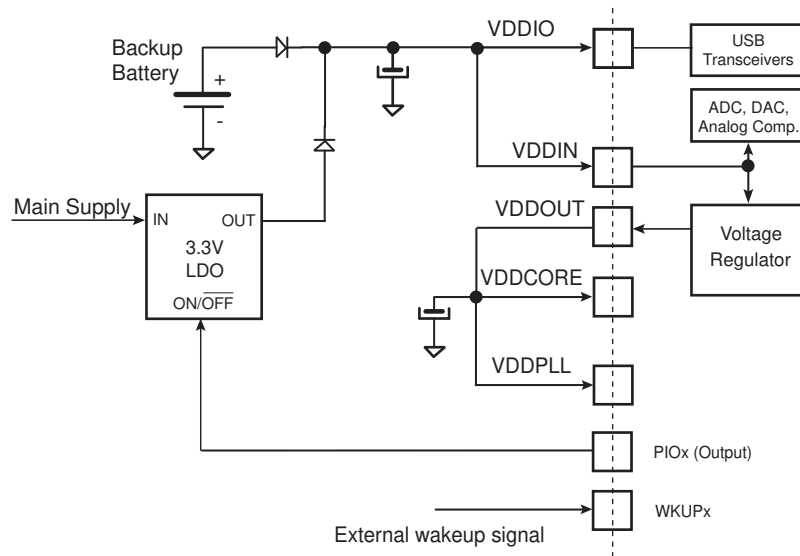 VDDIO
USB
Transceivers
Backup
Battery
+
-
ADC, DAC,
Analog Comp.
VDDIN
Main Supply
IN
OUT
3.3V
LDO
ON/OFF
VDDOUT
Voltage
Regulator
VDDCORE
VDDPLL
PIOx (Output)
WKUPx
External wakeup signal